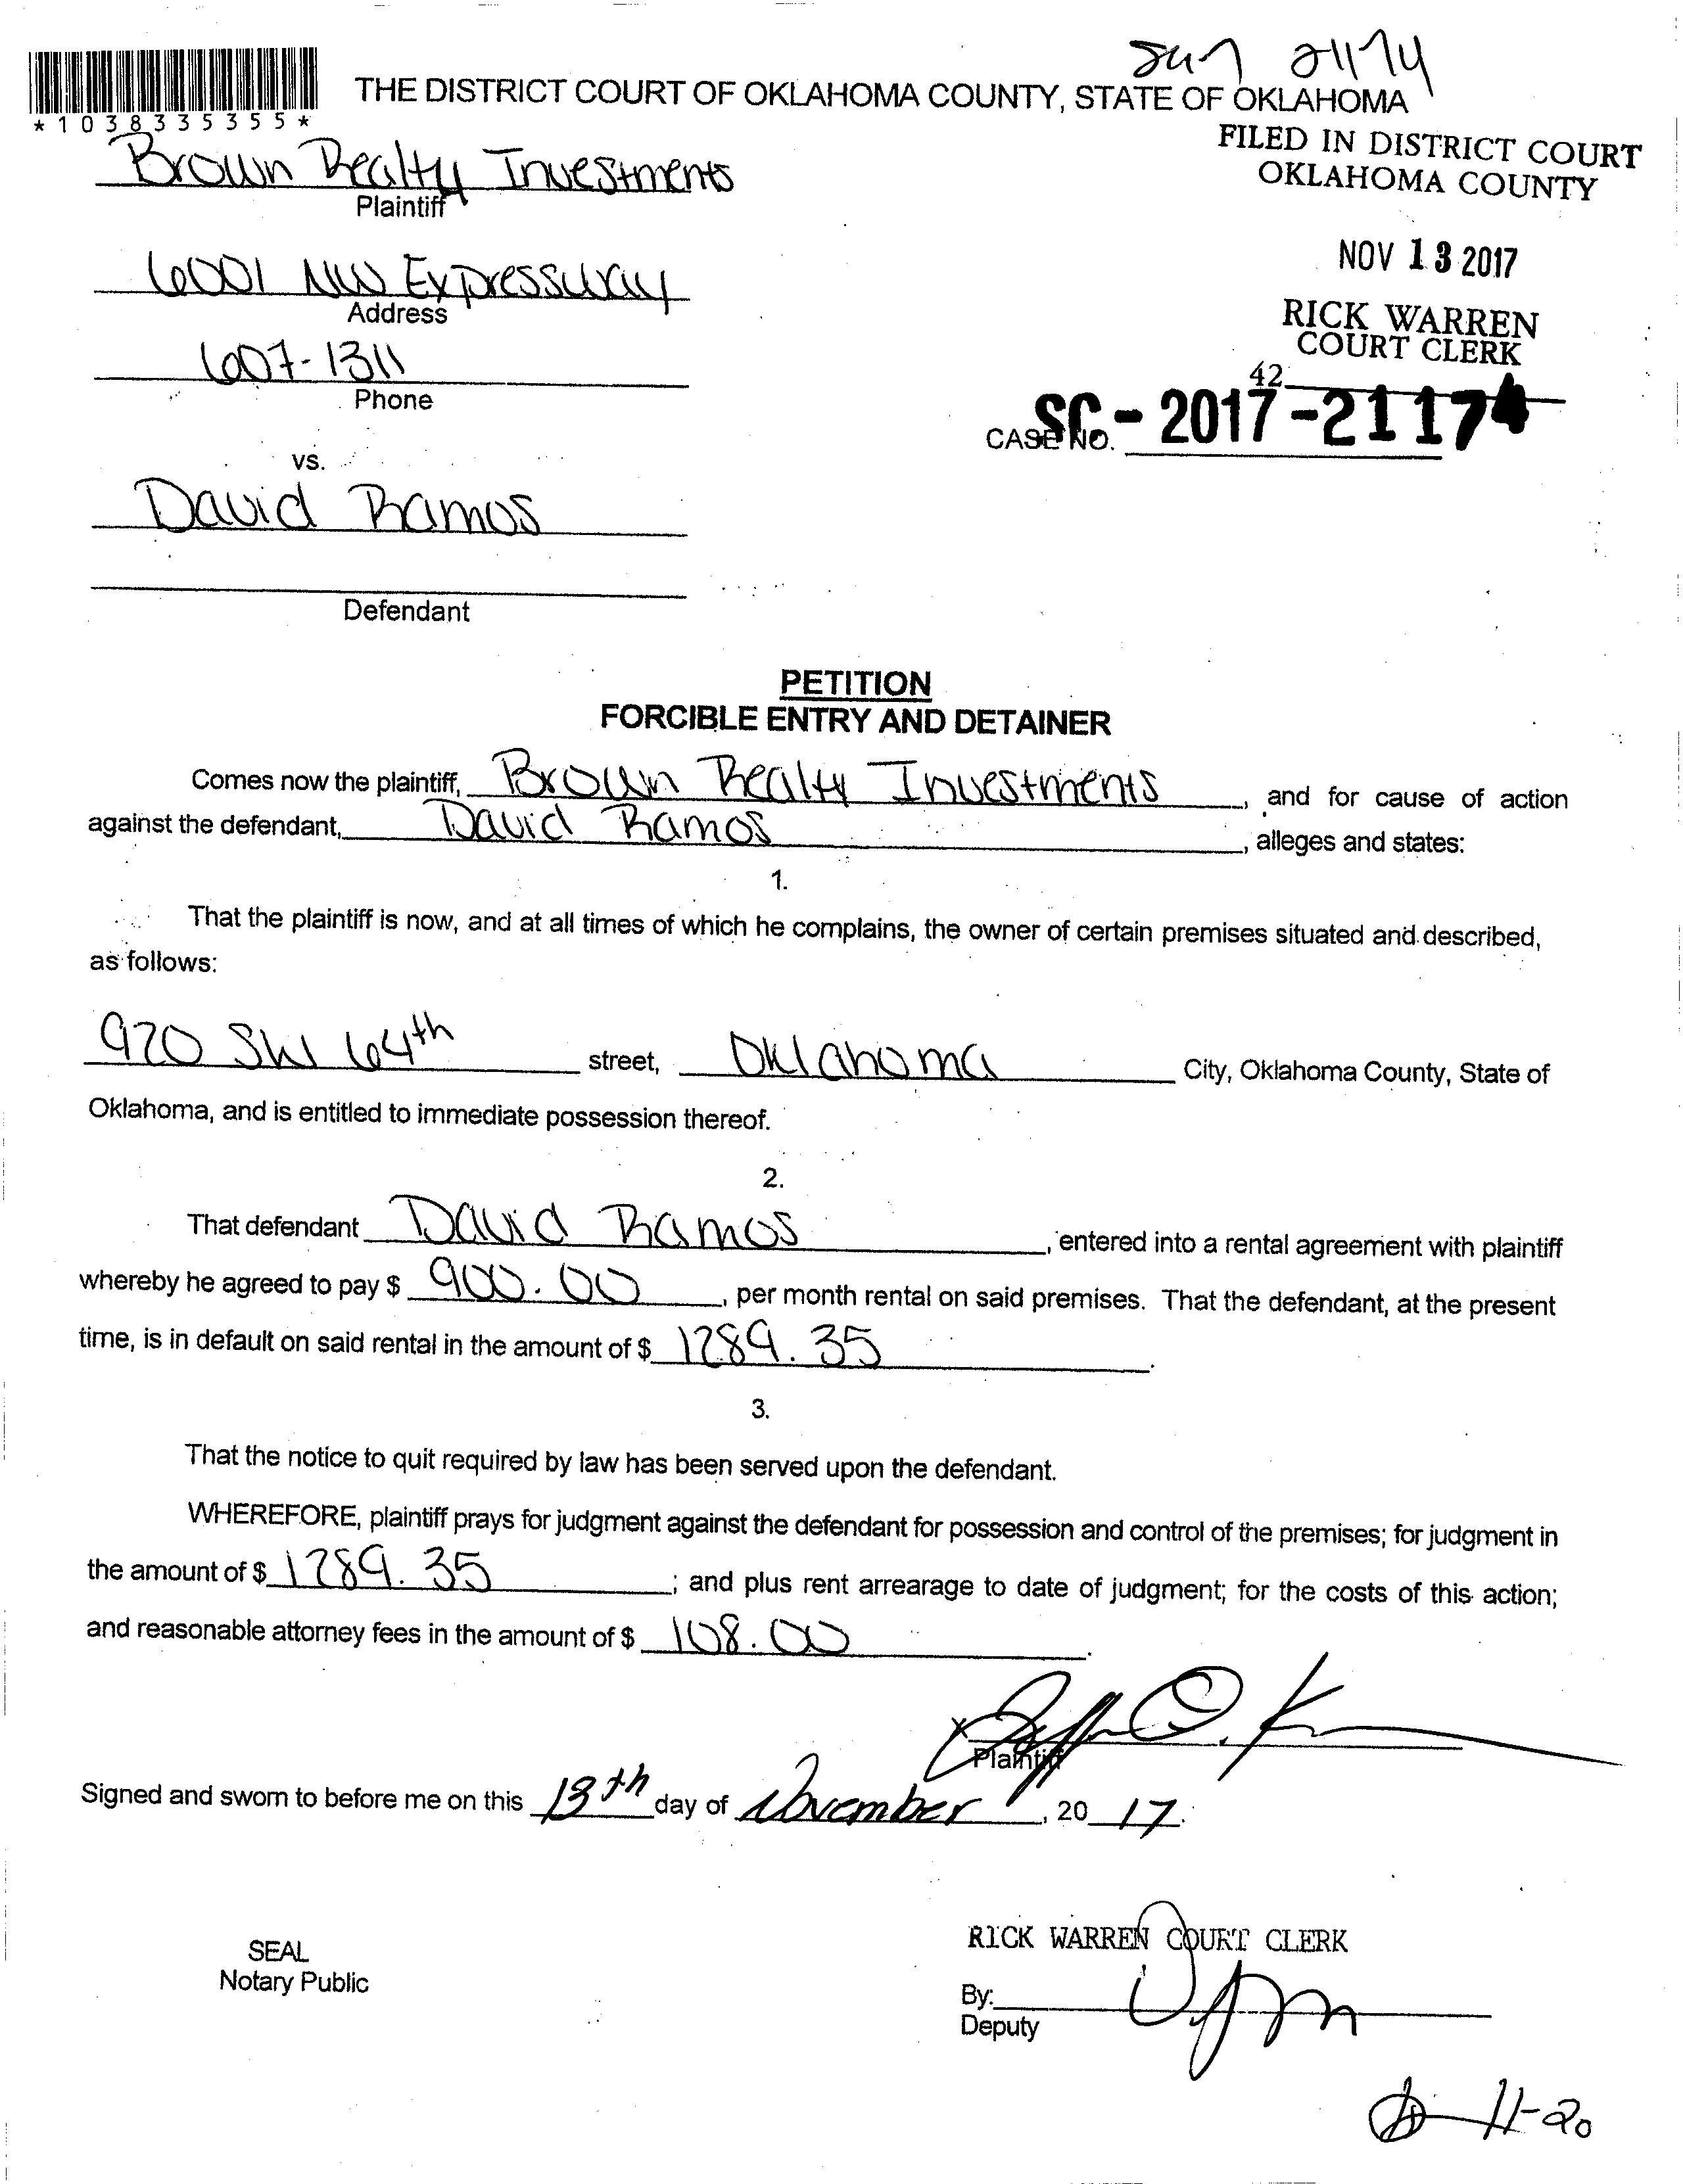 THE DISTRICT COURT OF OKLAHOMA COUNTY, STATE OF OKLAHOMA
*1038335355*
FILED IN DISTRICT COURT
OKLAHOMA COUNTY
Brown Realty Investments
Plaintiff
NOV 13 2017
6001 NW Expressway
Address
RICK WARREN
COURT CLERK
607-1311
Phone
42
CASE NO. SC-2017-21174
vs.
David Ramos
Defendant
PETITION
FORCIBLE ENTRY AND DETAINER
Comes now the plaintiff, Brown Realty Investments, and for cause of action
against the defendant, David Ramos, alleges and states:
1.
That the plaintiff is now, and at all times of which he complains, the owner of certain premises situated and described,
as follows:
920 SW 64th street, Oklahoma City, Oklahoma County, State of
Oklahoma, and is entitled to immediate possession thereof.
2.
That defendant David Ramos, entered into a rental agreement with plaintiff
whereby he agreed to pay $ 900.00, per month rental on said premises. That the defendant, at the present
time, is in default on said rental in the amount of $ 1289.35.
3.
That the notice to quit required by law has been served upon the defendant.
WHEREFORE, plaintiff prays for judgment against the defendant for possession and control of the premises; for judgment in
the amount of $ 1289.35; and plus rent arrearage to date of judgment; for the costs of this action;
and reasonable attorney fees in the amount of $ 108.00.
X
Plaintiff
Signed and sworn to before me on this 13th day of November, 2017.
RICK WARREN COURT CLERK
SEAL
Notary Public
By:
Deputy
11-20